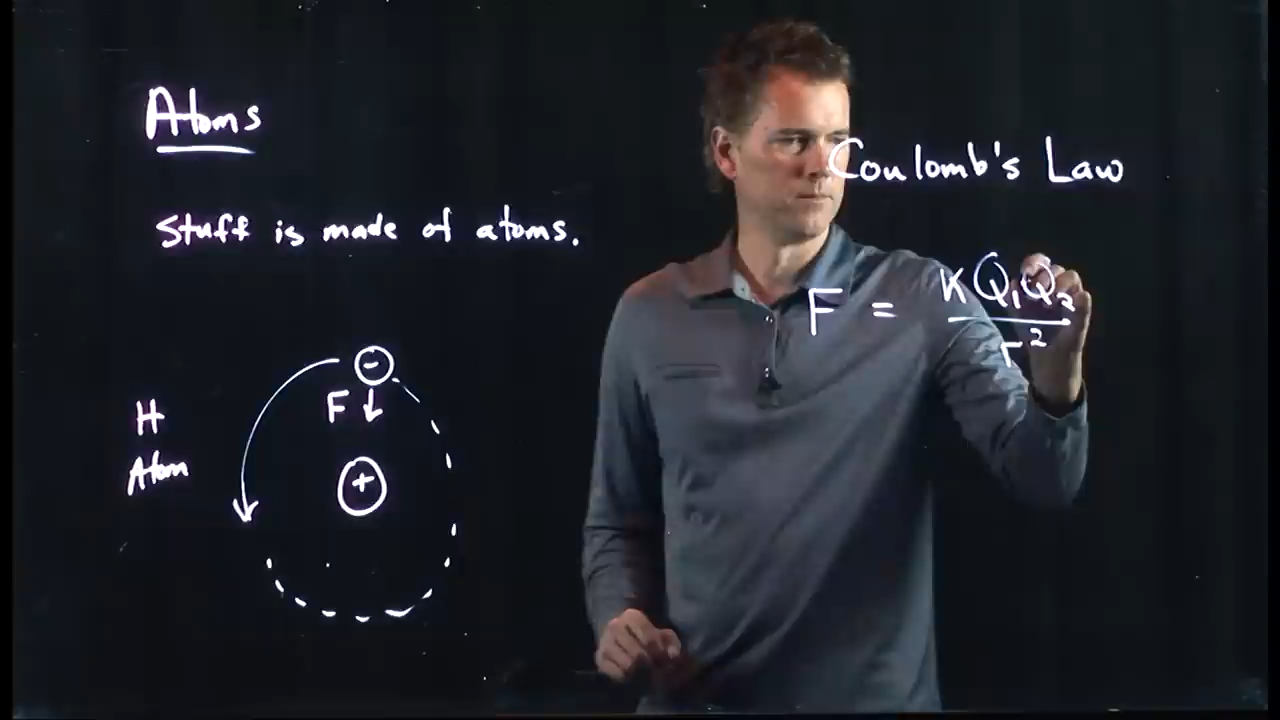 Atoms
Stuff is made of atoms.
H
Atom
-
F
+
Coulomb's Law
F = KQ₁Q₂
r²